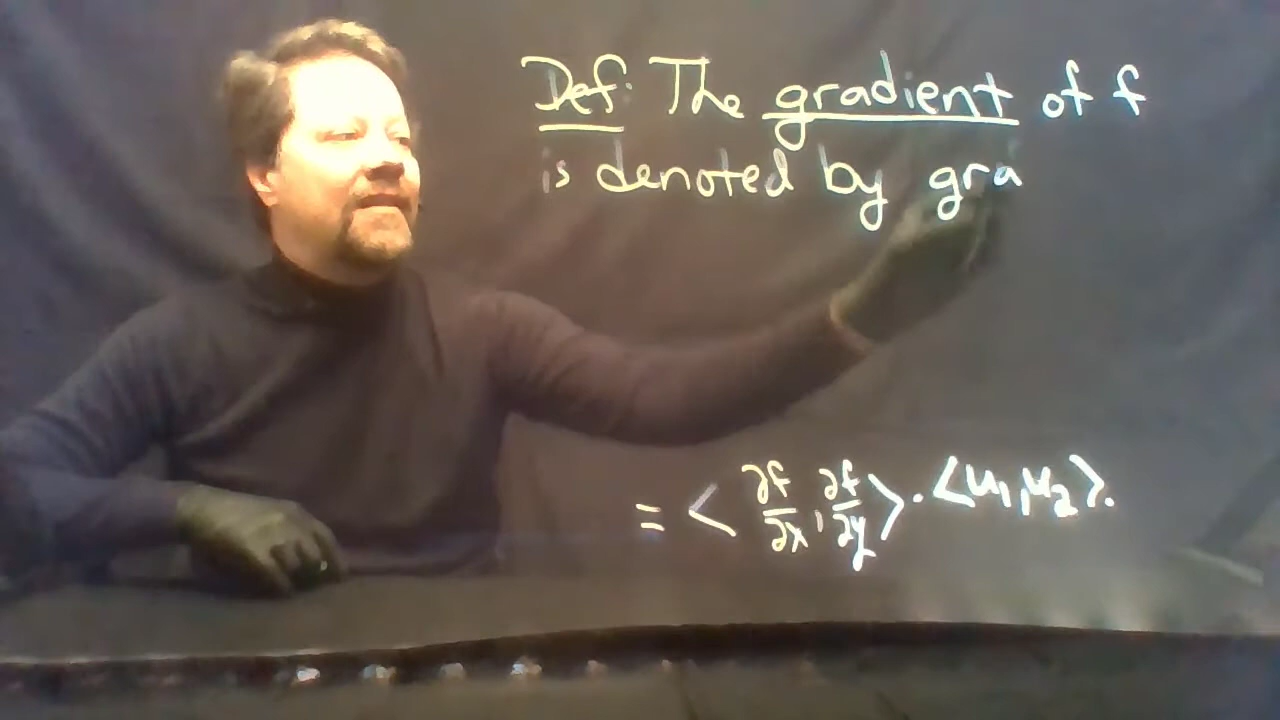 Def: The gradient of f
is denoted by gra
= < ∂f/∂x, ∂f/∂y > · <u₁, u₂>.